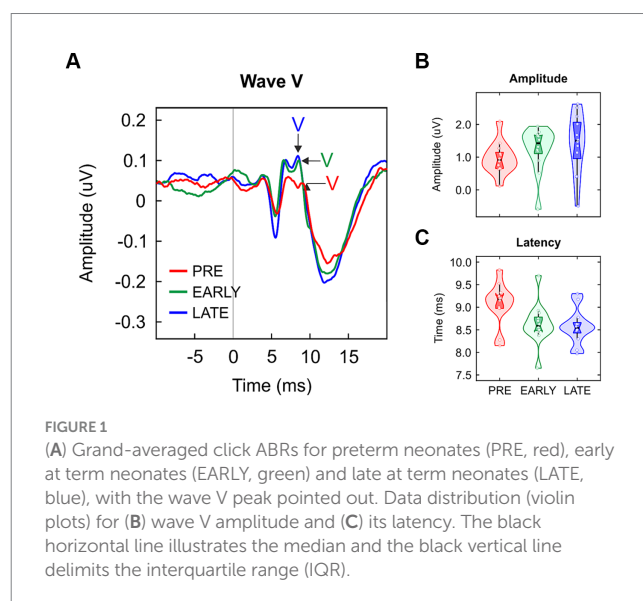 A
Wave V
Amplitude (uV)
0.2
0.1
0
-0.1
-0.2
-0.3
V
V
V
PRE
EARLY
LATE
-5
0
5
10
15
Time (ms)
B
Amplitude
Amplitude (uV)
2.0
1.0
0.0
C
Latency
Time (ms)
10.0
9.5
9.0
8.5
8.0
7.5
PRE EARLY LATE
FIGURE 1
(A) Grand-averaged click ABRs for preterm neonates (PRE, red), early
at term neonates (EARLY, green) and late at term neonates (LATE,
blue), with the wave V peak pointed out. Data distribution (violin
plots) for (B) wave V amplitude and (C) its latency. The black
horizontal line illustrates the median and the black vertical line
delimits the interquartile range (IQR).